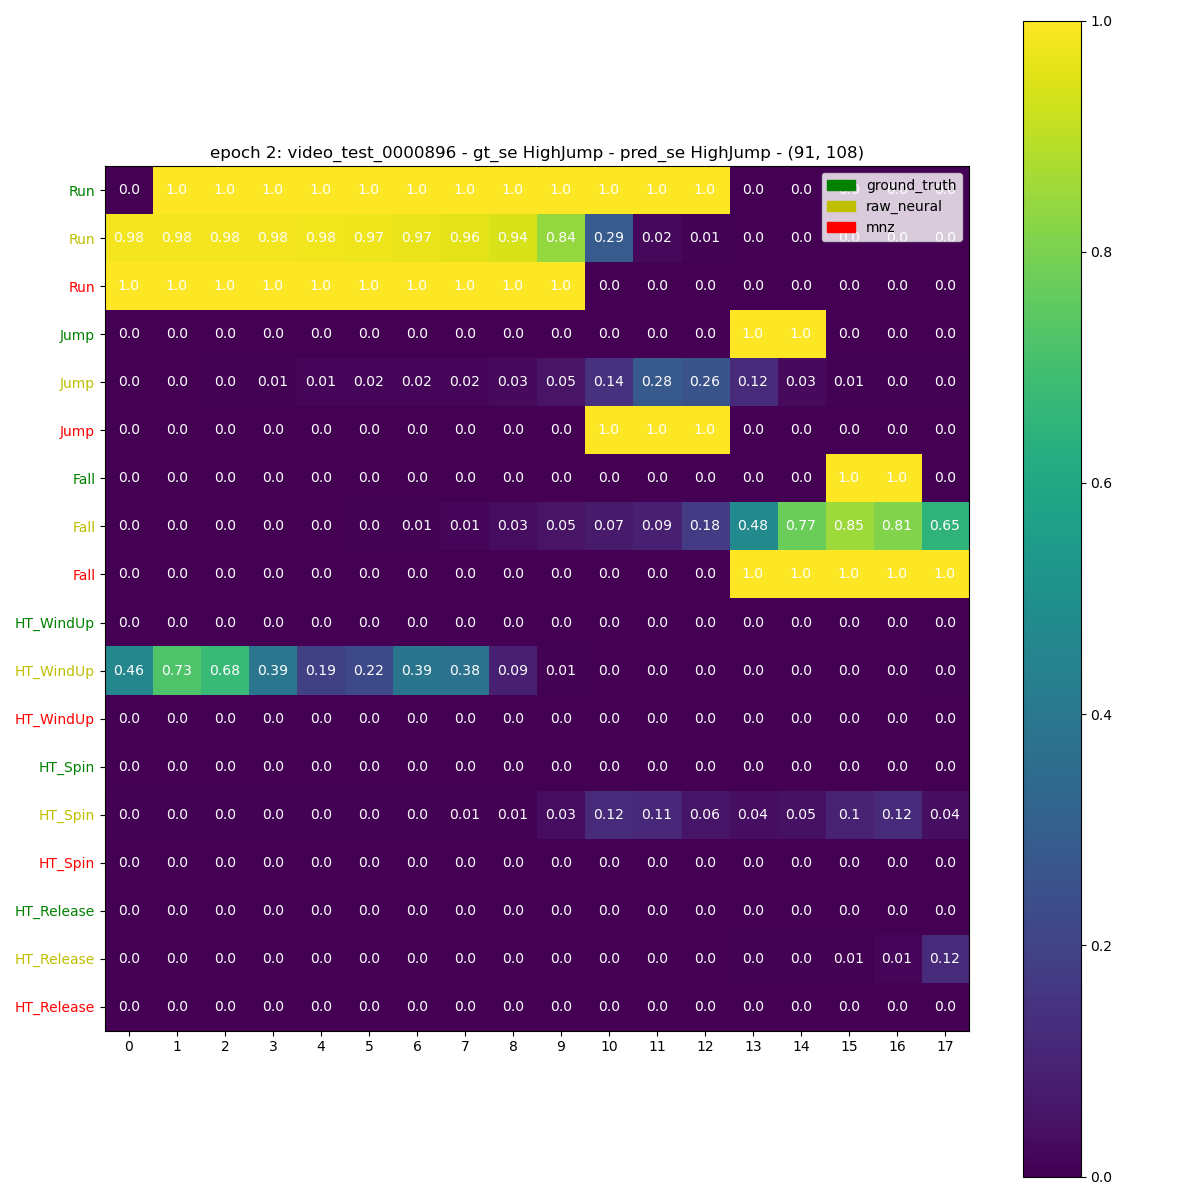 epoch 2: video_test_0000896 - gt_se HighJump - pred_se HighJump - (91, 108)
ground_truth
raw_neural
mnz
Run 0.0 1.0 1.0 1.0 1.0 1.0 1.0 1.0 1.0 1.0 1.0 1.0 1.0 0.0 0.0 0.0 0.0 0.0
Run 0.98 0.98 0.98 0.98 0.98 0.97 0.97 0.96 0.94 0.84 0.29 0.02 0.01 0.0 0.0 0.0 0.0 0.0
Run 1.0 1.0 1.0 1.0 1.0 1.0 1.0 1.0 1.0 1.0 0.0 0.0 0.0 0.0 0.0 0.0 0.0 0.0
Jump 0.0 0.0 0.0 0.0 0.0 0.0 0.0 0.0 0.0 0.0 0.0 0.0 0.0 1.0 1.0 0.0 0.0 0.0
Jump 0.0 0.0 0.0 0.01 0.01 0.02 0.02 0.02 0.03 0.05 0.14 0.28 0.26 0.12 0.03 0.01 0.0 0.0
Jump 0.0 0.0 0.0 0.0 0.0 0.0 0.0 0.0 0.0 0.0 1.0 1.0 1.0 0.0 0.0 0.0 0.0 0.0
Fall 0.0 0.0 0.0 0.0 0.0 0.0 0.0 0.0 0.0 0.0 0.0 0.0 0.0 0.0 0.0 1.0 1.0 0.0
Fall 0.0 0.0 0.0 0.0 0.0 0.0 0.01 0.01 0.03 0.05 0.07 0.09 0.18 0.48 0.77 0.85 0.81 0.65
Fall 0.0 0.0 0.0 0.0 0.0 0.0 0.0 0.0 0.0 0.0 0.0 0.0 0.0 1.0 1.0 1.0 1.0 1.0
HT_WindUp 0.0 0.0 0.0 0.0 0.0 0.0 0.0 0.0 0.0 0.0 0.0 0.0 0.0 0.0 0.0 0.0 0.0 0.0
HT_WindUp 0.46 0.73 0.68 0.39 0.19 0.22 0.39 0.38 0.09 0.01 0.0 0.0 0.0 0.0 0.0 0.0 0.0 0.0
HT_WindUp 0.0 0.0 0.0 0.0 0.0 0.0 0.0 0.0 0.0 0.0 0.0 0.0 0.0 0.0 0.0 0.0 0.0 0.0
HT_Spin 0.0 0.0 0.0 0.0 0.0 0.0 0.0 0.0 0.0 0.0 0.0 0.0 0.0 0.0 0.0 0.0 0.0 0.0
HT_Spin 0.0 0.0 0.0 0.0 0.0 0.0 0.0 0.01 0.01 0.03 0.12 0.11 0.06 0.04 0.05 0.1 0.12 0.04
HT_Spin 0.0 0.0 0.0 0.0 0.0 0.0 0.0 0.0 0.0 0.0 0.0 0.0 0.0 0.0 0.0 0.0 0.0 0.0
HT_Release 0.0 0.0 0.0 0.0 0.0 0.0 0.0 0.0 0.0 0.0 0.0 0.0 0.0 0.0 0.0 0.0 0.0 0.0
HT_Release 0.0 0.0 0.0 0.0 0.0 0.0 0.0 0.0 0.0 0.0 0.0 0.0 0.0 0.0 0.0 0.01 0.01 0.12
HT_Release 0.0 0.0 0.0 0.0 0.0 0.0 0.0 0.0 0.0 0.0 0.0 0.0 0.0 0.0 0.0 0.0 0.0 0.0
0 1 2 3 4 5 6 7 8 9 10 11 12 13 14 15 16 17
1.0
0.8
0.6
0.4
0.2
0.0